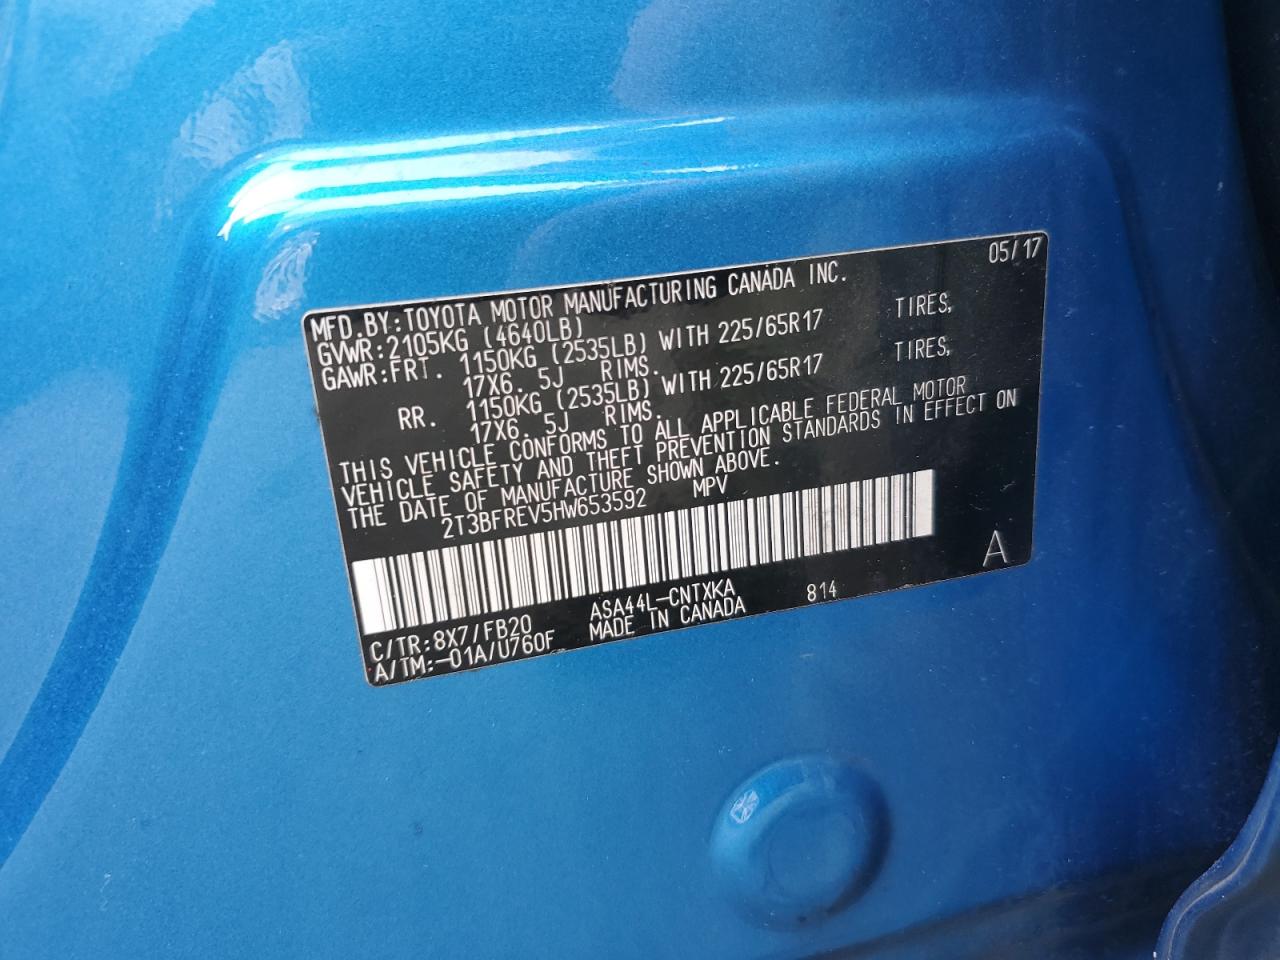 05/17
MFD.BY:TOYOTA MOTOR MANUFACTURING CANADA INC.
GVWR:2105KG (4640LB)
GAWR:FRT. 1150KG (2535LB) WITH 225/65R17 TIRES,
17X6.5J RIMS.
RR. 1150KG (2535LB) WITH 225/65R17 TIRES,
17X6.5J RIMS.
THIS VEHICLE CONFORMS TO ALL APPLICABLE FEDERAL MOTOR
VEHICLE SAFETY AND THEFT PREVENTION STANDARDS IN EFFECT ON
THE DATE OF MANUFACTURE SHOWN ABOVE.
2T3BFREV5HW653592 MPV
A
C/TR:8X7/FB20 ASA44L-CNTXKA 814
A/TM:-01A/U760F MADE IN CANADA